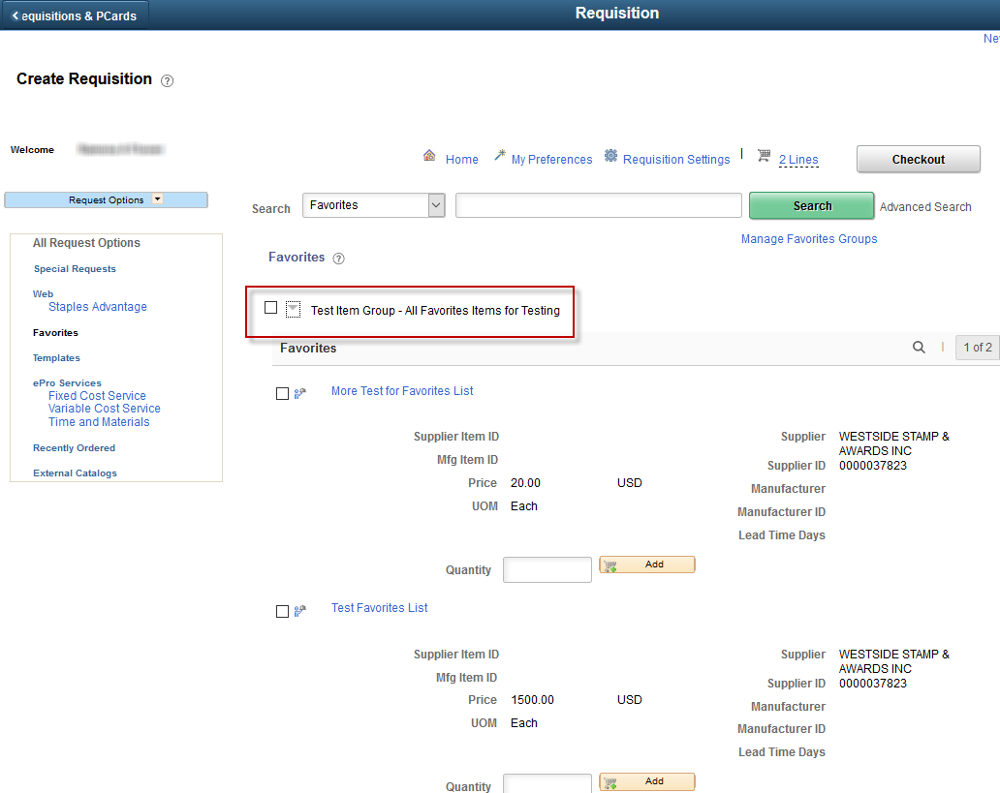 equisitions & PCards
Requisition
Ne
Create Requisition ?
Welcome
Home
My Preferences
Requisition Settings
2 Lines
Checkout
Request Options
Search
Favorites
Search
Advanced Search
Manage Favorites Groups
All Request Options
Special Requests
Web
Staples Advantage
Favorites
Templates
ePro Services
Fixed Cost Service
Variable Cost Service
Time and Materials
Recently Ordered
External Catalogs
Favorites ?
Test Item Group - All Favorites Items for Testing
Favorites
1 of 2
More Test for Favorites List
Supplier Item ID
Mfg Item ID
Price 20.00 USD
UOM Each
Supplier WESTSIDE STAMP &
AWARDS INC
Supplier ID 0000037823
Manufacturer
Manufacturer ID
Lead Time Days
Quantity
Add
Test Favorites List
Supplier Item ID
Mfg Item ID
Price 1500.00 USD
UOM Each
Supplier WESTSIDE STAMP &
AWARDS INC
Supplier ID 0000037823
Manufacturer
Manufacturer ID
Lead Time Days
Quantity
Add